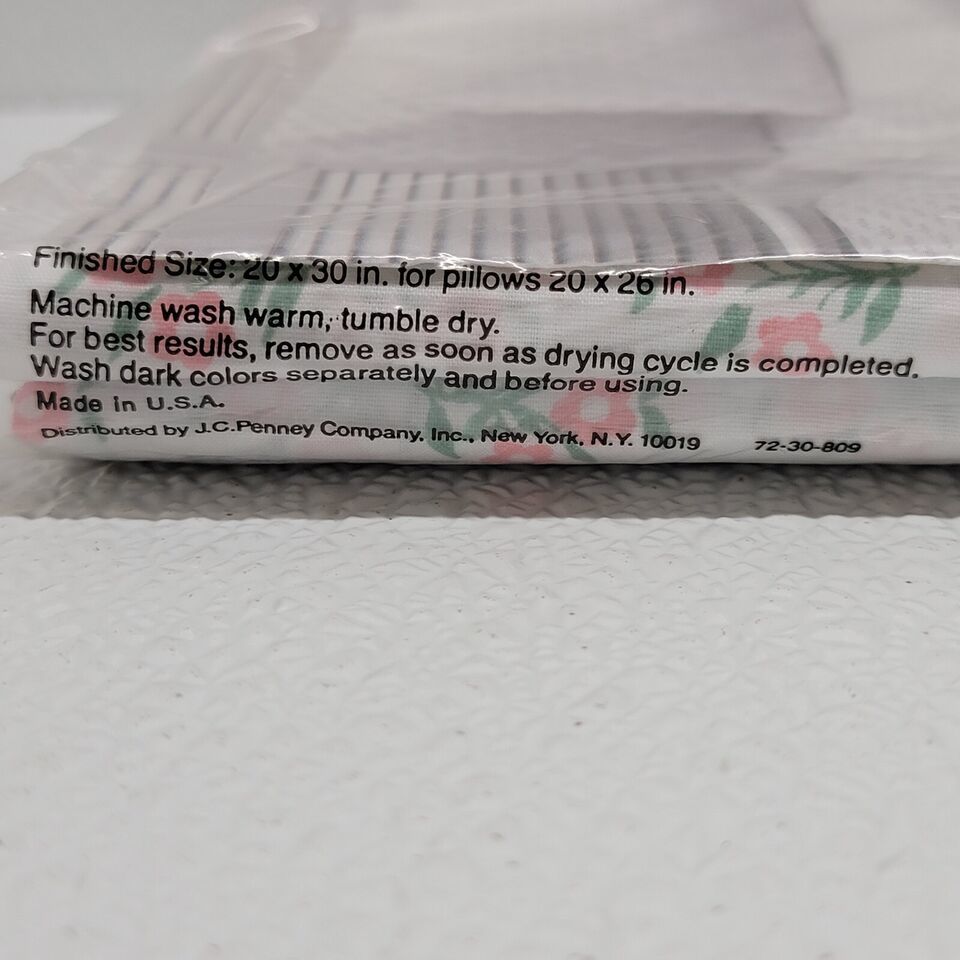 Finished Size: 20 x 30 in. for pillows 20 x 26 in.
Machine wash warm, tumble dry.
For best results, remove as soon as drying cycle is completed.
Wash dark colors separately and before using.
Made in U.S.A.
Distributed by J.C.Penney Company, Inc., New York, N.Y. 10019 72-30-809